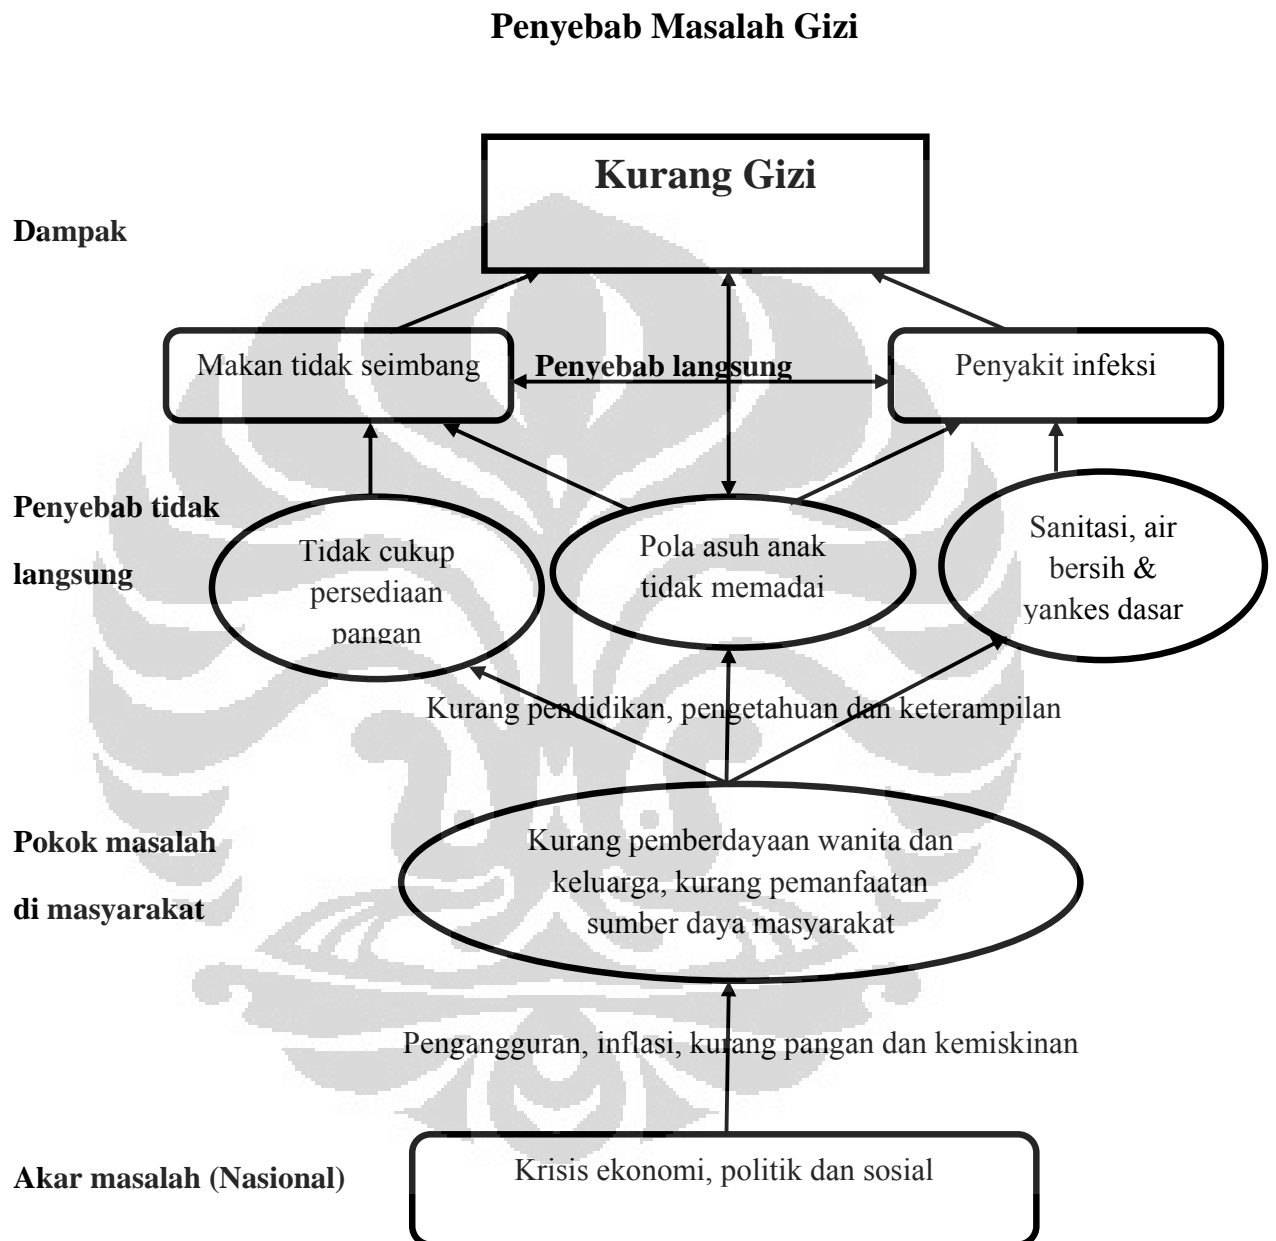 Penyebab Masalah Gizi
Kurang Gizi
Dampak
Makan tidak seimbang
Penyebab langsung
Penyakit infeksi
Penyebab tidak
langsung
Tidak cukup
persediaan
pangan
Pola asuh anak
tidak memadai
Sanitasi, air
bersih &
yankes dasar
Kurang pendidikan, pengetahuan dan keterampilan
Pokok masalah
di masyarakat
Kurang pemberdayaan wanita dan
keluarga, kurang pemanfaatan
sumber daya masyarakat
Pengangguran, inflasi, kurang pangan dan kemiskinan
Akar masalah (Nasional)
Krisis ekonomi, politik dan sosial